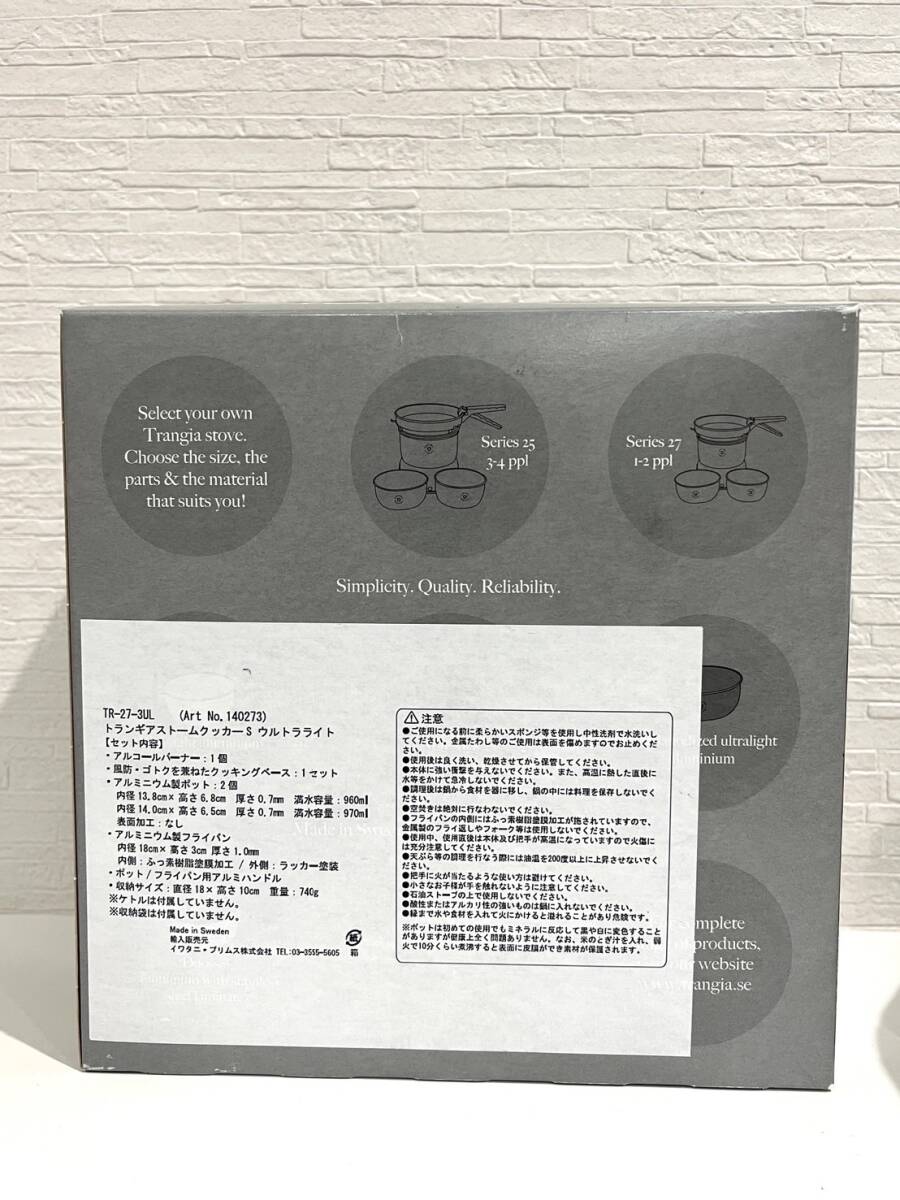 Select your own
Trangia stove.
Choose the size, the
parts & the material
that suits you!
Series 25
3-4 ppl
Series 27
1-2 ppl
Simplicity. Quality. Reliability.
TR-27-3UL (Art No.140273)
トランギアストームクッカーS ウルトラライト
【セット内容】
・アルコールバーナー：1個
・風防・ゴトクを兼ねたクッキングベース：1セット
・アルミニウム製ポット：2個
内径13.8cm× 高さ6.8cm 厚さ0.7mm 満水容量：960ml
内径14.0cm× 高さ6.5cm 厚さ0.7mm 満水容量：970ml
表面加工：なし
・アルミニウム製フライパン
内径18cm× 高さ3cm 厚さ1.0mm
内側：ふっ素樹脂塗膜加工 / 外側：ラッカー塗装
・ポット/フライパン用アルミハンドル
・収納サイズ：直径18× 高さ10cm 重量：740g
※ケトルは付属していません。
※収納袋は付属していません。
Made in Sweden
輸入販売元
イワタニ・プリムス株式会社 TEL:03-3555-5605
紙
箱
⚠注意
●ご使用になる前に柔らかいスポンジ等を使用し中性洗剤で水洗いし
てください。金属たわし等のご使用は表面を傷めますのでお止めくだ
さい。
●使用後は良く洗い、乾燥させてから保管してください。
●本体に強い衝撃を与えないでください。また、高温に熱した直後に
水等をかけて急冷しないでください。
●調理後は鍋から食材を器に移し、鍋の中には料理を保存しないでく
ださい。
●空焚きは絶対に行なわないでください。
●フライパンの内側にはふっ素樹脂塗膜加工が施されていますので、
金属製のフライ返しやフォーク等は使用しないでください。
●使用中、使用直後は本体及び把手が高温になっていますので火傷に
は充分注意してください。
●天ぷら等の調理を行なう際には油温を200度以上に上昇させないでく
ださい。
●把手に火が当たるような使い方は避けてください。
●小さなお子様が手を触れないように注意してください。
●石油ストーブの上で使用しないでください。
●酸性またはアルカリ性の強いものは鍋に入れないでください。
●縁まで水や食材を入れて火にかけると溢れることがあり危険です。
※ポットは初めての使用でもミネラルに反応して黒や白に変色すること
がありますが健康上全く問題ありません。なお、米のとぎ汁を入れ、弱
火で10分くらい煮沸すると表面に皮膜ができ素材が保護されます。
ultralight
complete
products,
website